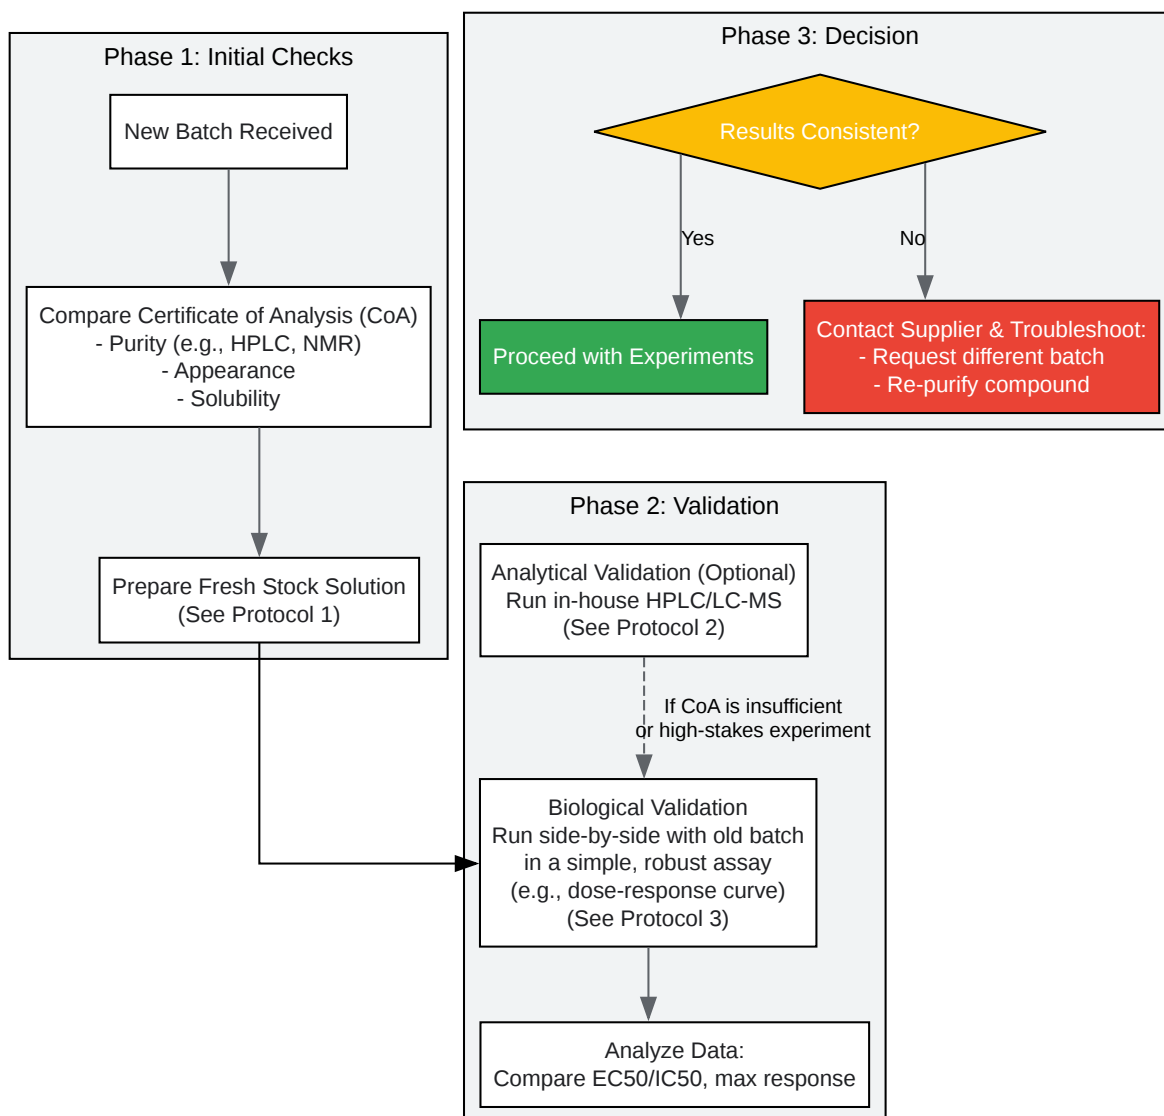 Phase 1: Initial Checks
New Batch Received
Compare Certificate of Analysis (CoA)
- Purity (e.g., HPLC, NMR)
- Appearance
- Solubility
Prepare Fresh Stock Solution
(See Protocol 1)
Phase 2: Validation
Analytical Validation (Optional)
Run in-house HPLC/LC-MS
(See Protocol 2)
If CoA is insufficient
or high-stakes experiment
Biological Validation
Run side-by-side with old batch
in a simple, robust assay
(e.g., dose-response curve)
(See Protocol 3)
Analyze Data:
Compare EC50/IC50, max response
Phase 3: Decision
Results Consistent?
Yes
No
Proceed with Experiments
Contact Supplier & Troubleshoot:
- Request different batch
- Re-purify compound